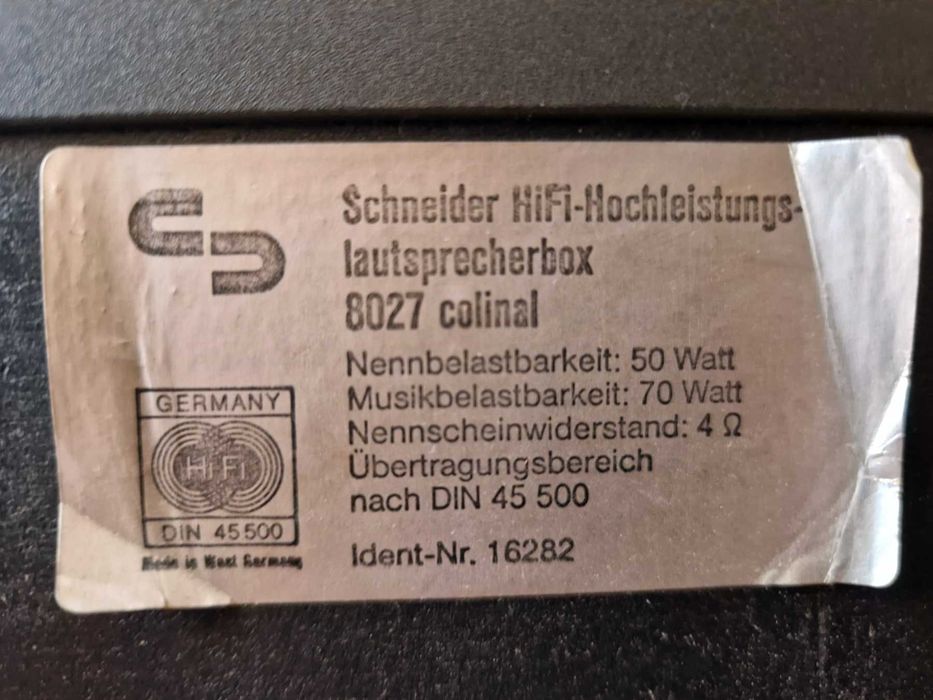 Schneider HiFi-Hochleistungs-
lautsprecherbox
8027 colinal
Nennbelastbarkeit: 50 Watt
Musikbelastbarkeit: 70 Watt
Nennscheinwiderstand: 4 Ω
Übertragungsbereich
nach DIN 45 500
Ident-Nr. 16282
GERMANY
HiFi
DIN 45500
Made in West Germany